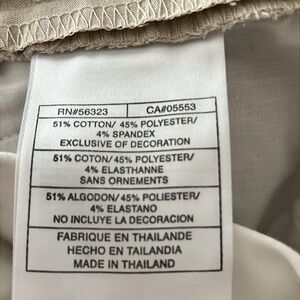 RN#56323 CA#05553
51% COTTON/ 45% POLYESTER/
4% SPANDEX
EXCLUSIVE OF DECORATION
51% COTON/ 45% POLYESTER/
4% ELASTHANNE
SANS ORNEMENTS
51% ALGODON/ 45% POLIESTER/
4% ELASTANO
NO INCLUYE LA DECORACION
FABRIQUE EN THAILANDE
HECHO EN TAILANDIA
MADE IN THAILAND